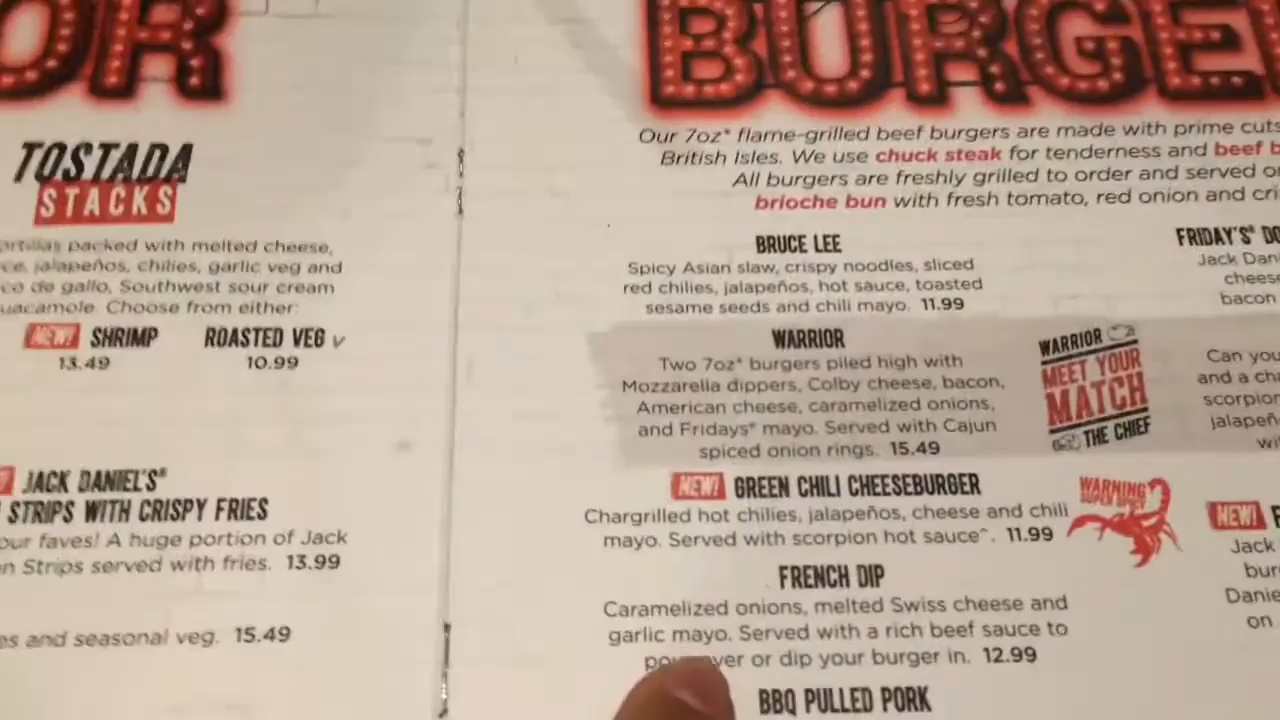 TOSTADA
STACKS
packed with melted cheese,
jalapeños, chilies, garlic veg and
de gallo, Southwest sour cream
Choose from either:
NEW! SHRIMP
13.49
ROASTED VEG V
10.99
JACK DANIEL'S®
STRIPS WITH CRISPY FRIES
our faves! A huge portion of Jack
Strips served with fries. 13.99
and seasonal veg. 15.49
BURGE
Our 7oz* flame-grilled beef burgers are made with prime cuts
British Isles. We use chuck steak for tenderness and beef b
All burgers are freshly grilled to order and served o
brioche bun with fresh tomato, red onion and cri
BRUCE LEE
Spicy Asian slaw, crispy noodles, sliced
red chilies, jalapeños, hot sauce, toasted
sesame seeds and chili mayo. 11.99
WARRIOR
Two 7oz* burgers piled high with
Mozzarella dippers, Colby cheese, bacon,
American cheese, caramelized onions,
and Fridays® mayo. Served with Cajun
spiced onion rings. 15.49
WARRIOR
MEET YOUR
MATCH
THE CHIEF
NEW! GREEN CHILI CHEESEBURGER
Chargrilled hot chilies, jalapeños, cheese and chili
mayo. Served with scorpion hot sauce^. 11.99
WARNING
SUPER SPICY
FRENCH DIP
Caramelized onions, melted Swiss cheese and
garlic mayo. Served with a rich beef sauce to
or dip your burger in. 12.99
BBQ PULLED PORK
FRIDAY'S® DO
Jack Dan
cheese
bacon
Can you
and a cha
scorpion
jalapeñ
wi
NEW!
Jack
bur
Danie
on